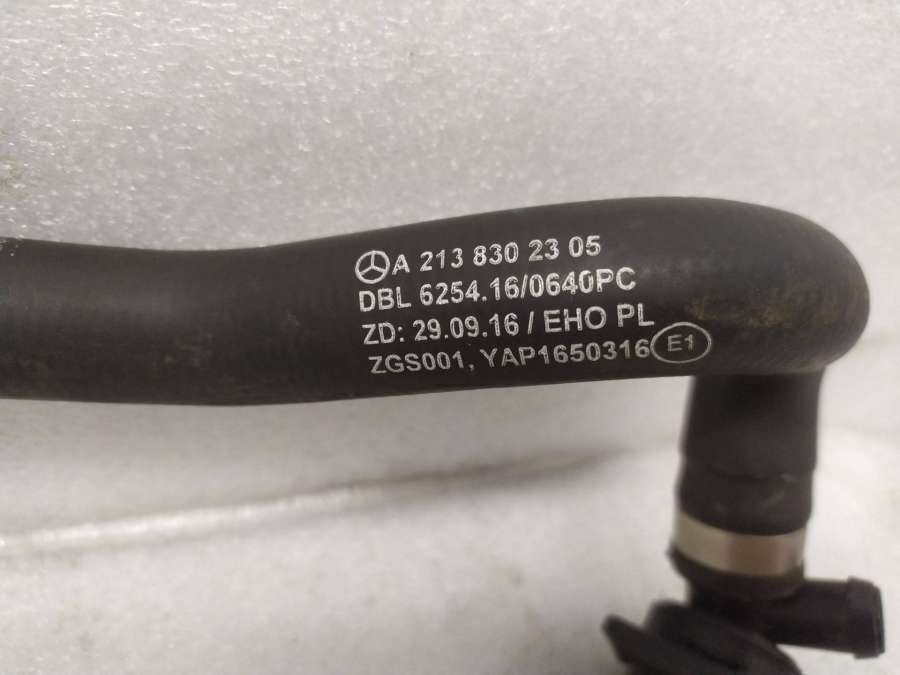 A 213 830 23 05
DBL 6254.16/0640PC
ZD: 29.09.16 / EHO PL
ZGS001, YAP1650316 E1